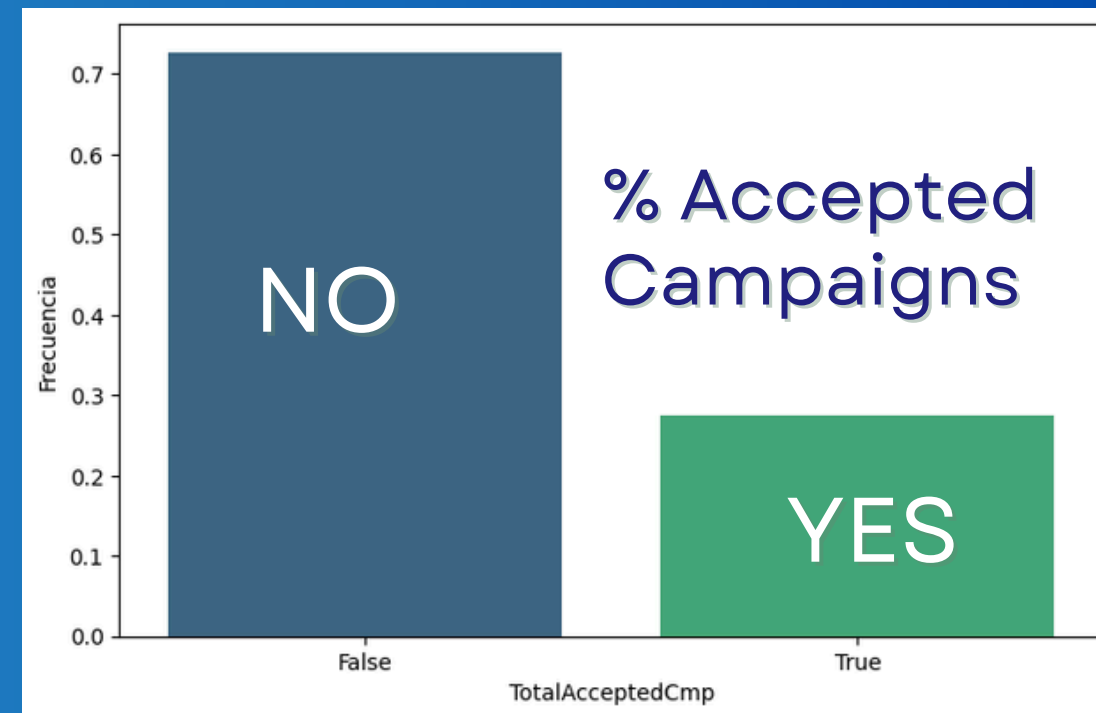 0.7
0.6
0.5
0.4
0.3
0.2
0.1
0.0
Frecuencia
NO
% Accepted
Campaigns
YES
False
True
TotalAcceptedCmp